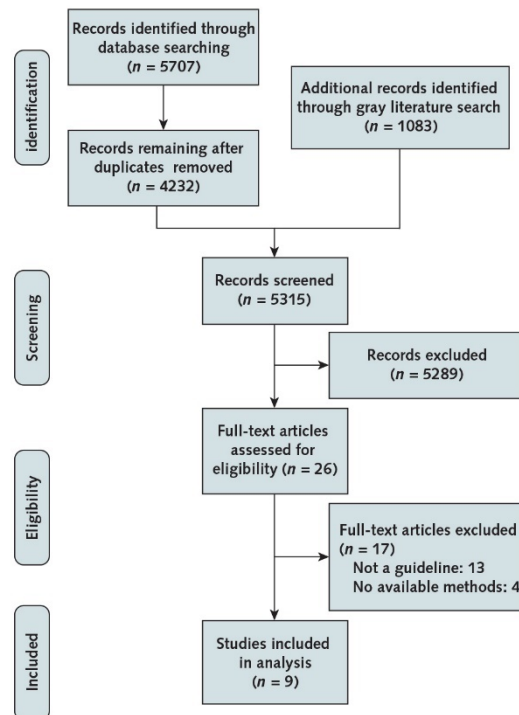 identification
Records identified through
database searching
(n = 5707)
Additional records identified
through gray literature search
(n = 1083)
Records remaining after
duplicates removed
(n = 4232)
Screening
Records screened
(n = 5315)
Records excluded
(n = 5289)
Eligibility
Full-text articles
assessed for
eligibility (n = 26)
Full-text articles excluded
(n = 17)
Not a guideline: 13
No available methods: 4
Included
Studies included
in analysis
(n = 9)